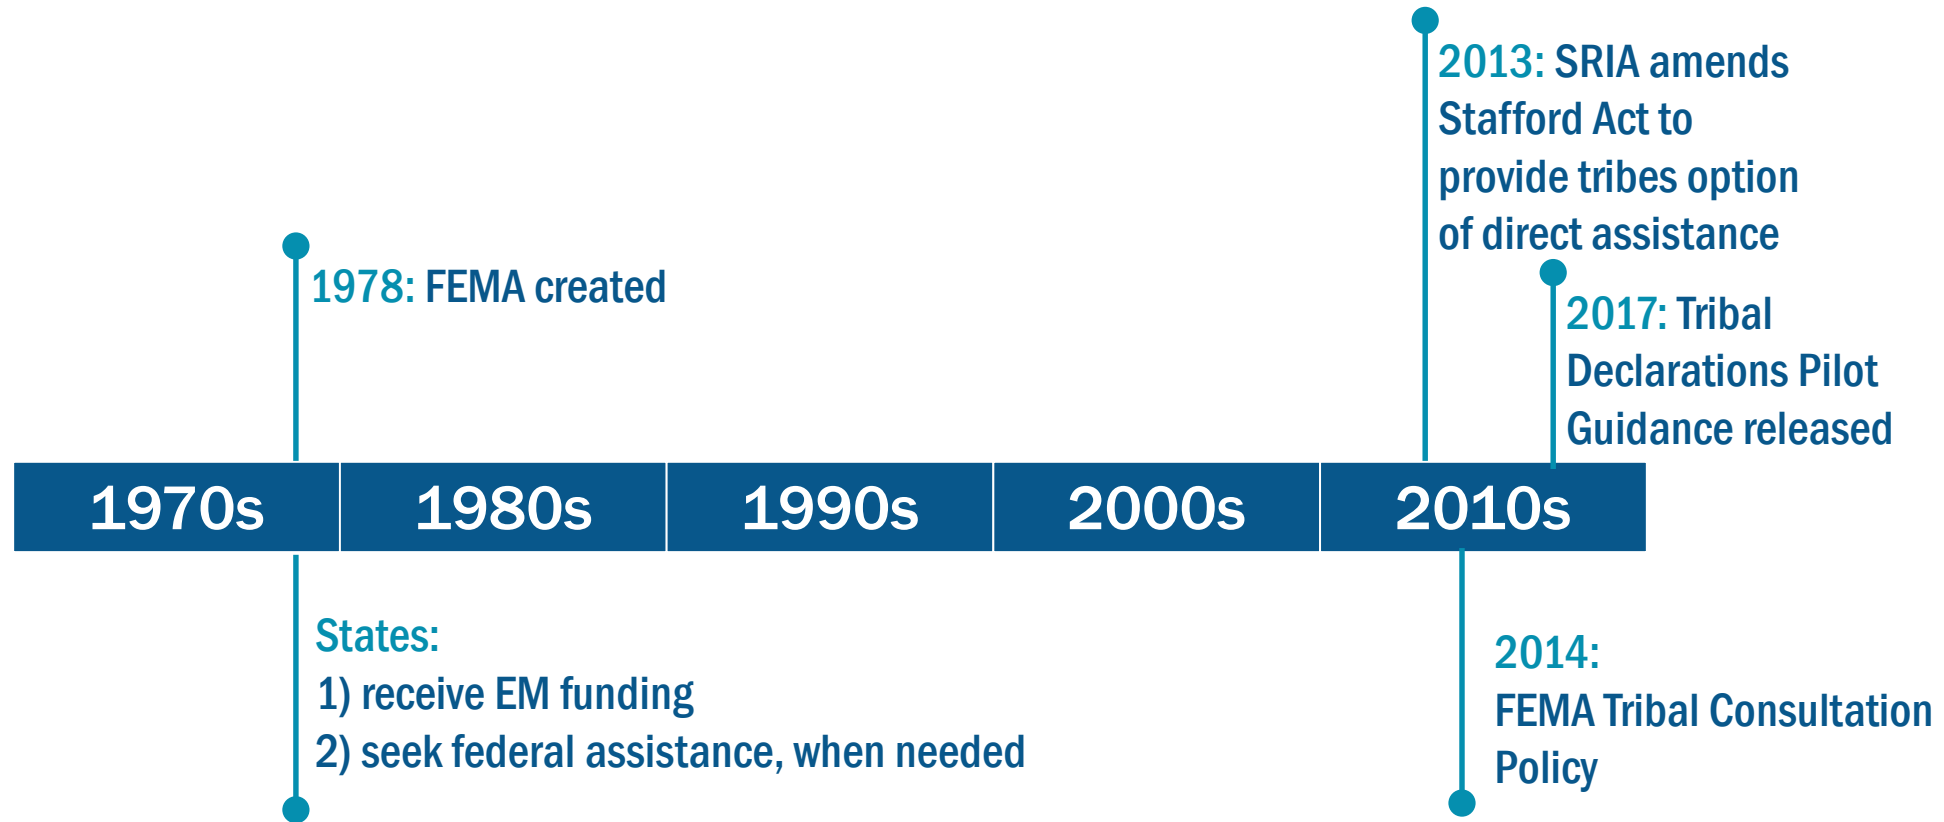 2013: SRIA amends
Stafford Act to
provide tribes option
of direct assistance
1978: FEMA created
2017: Tribal
Declarations Pilot
Guidance released
1970s
1980s
1990s
2000s
2010s
States:
1) receive EM funding
2) seek federal assistance, when needed
2014:
FEMA Tribal Consultation
Policy